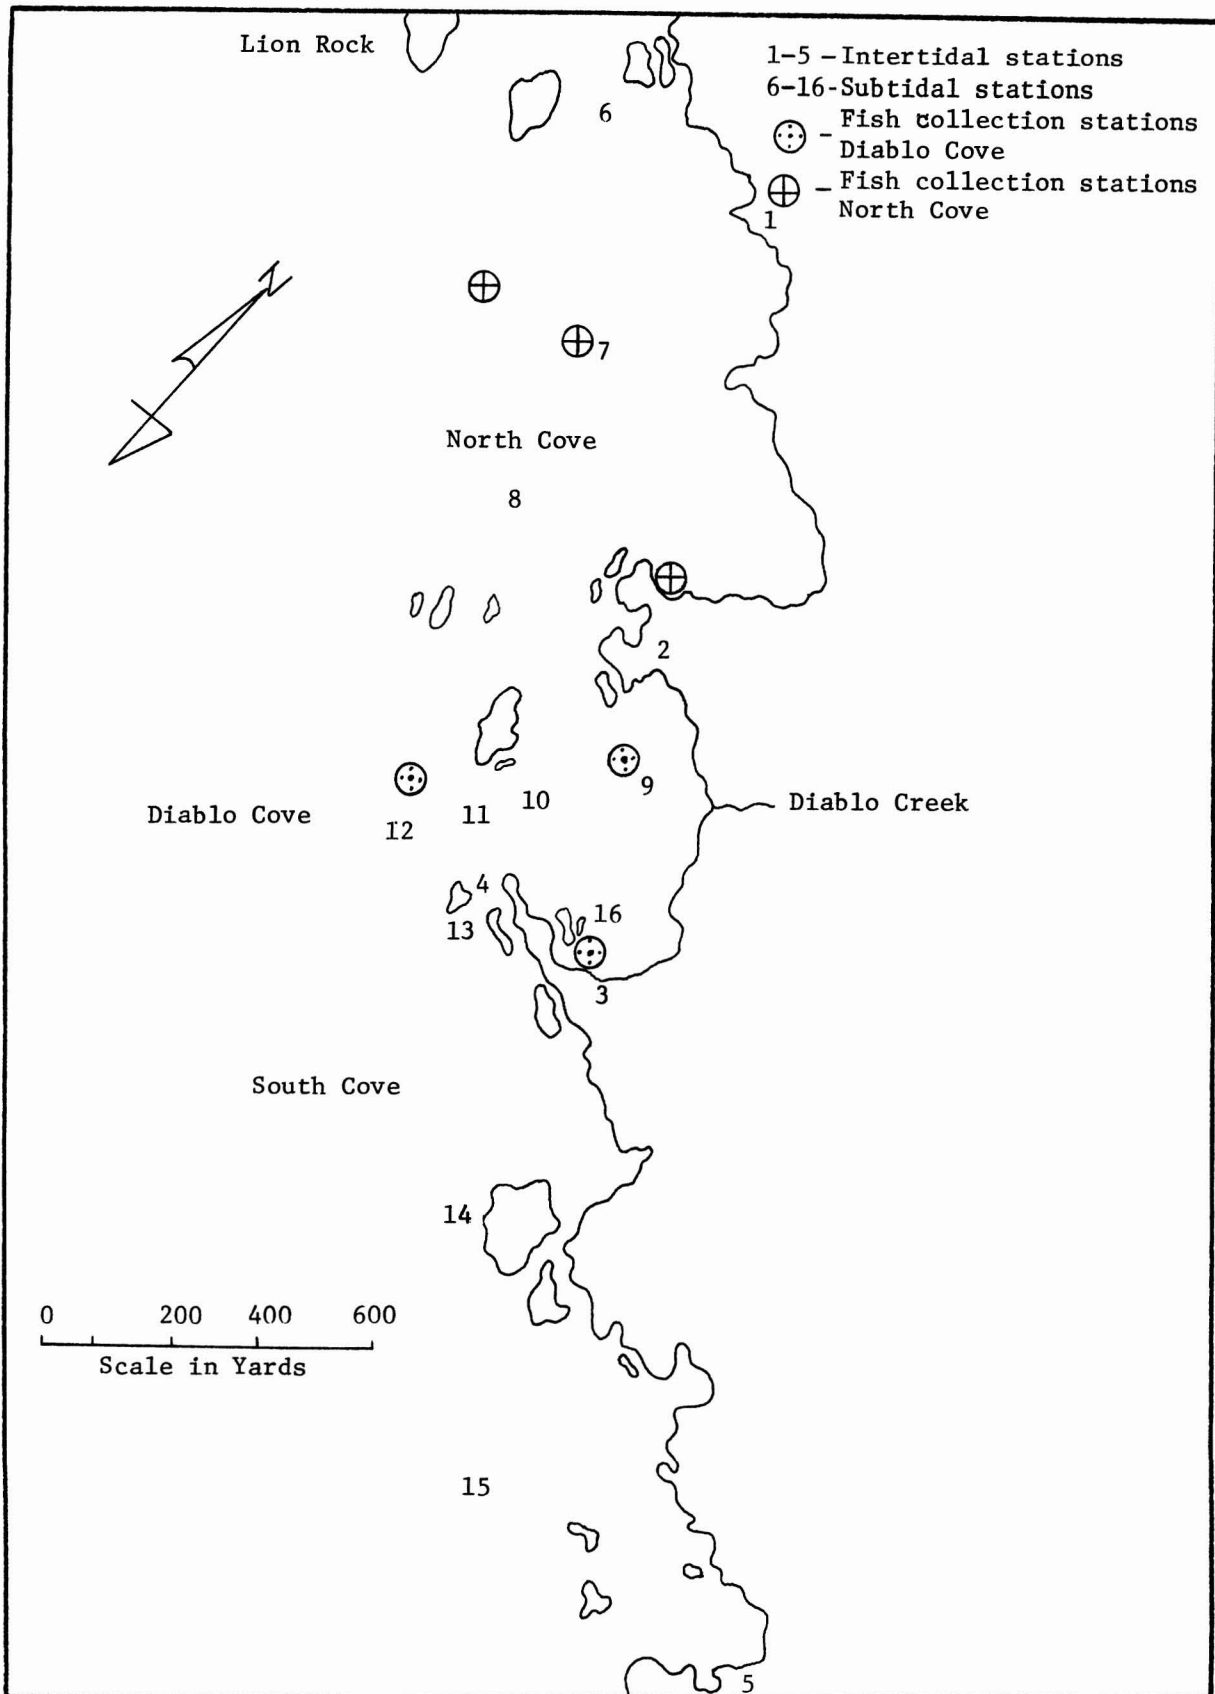 Lion Rock
1-5 - Intertidal stations
6-16-Subtidal stations
- Fish collection stations
Diablo Cove
- Fish collection stations
North Cove
6
1
N
7
North Cove
8
2
9
10
11
12
Diablo Cove
Diablo Creek
4
16
13
3
South Cove
14
0 200 400 600
Scale in Yards
15
5